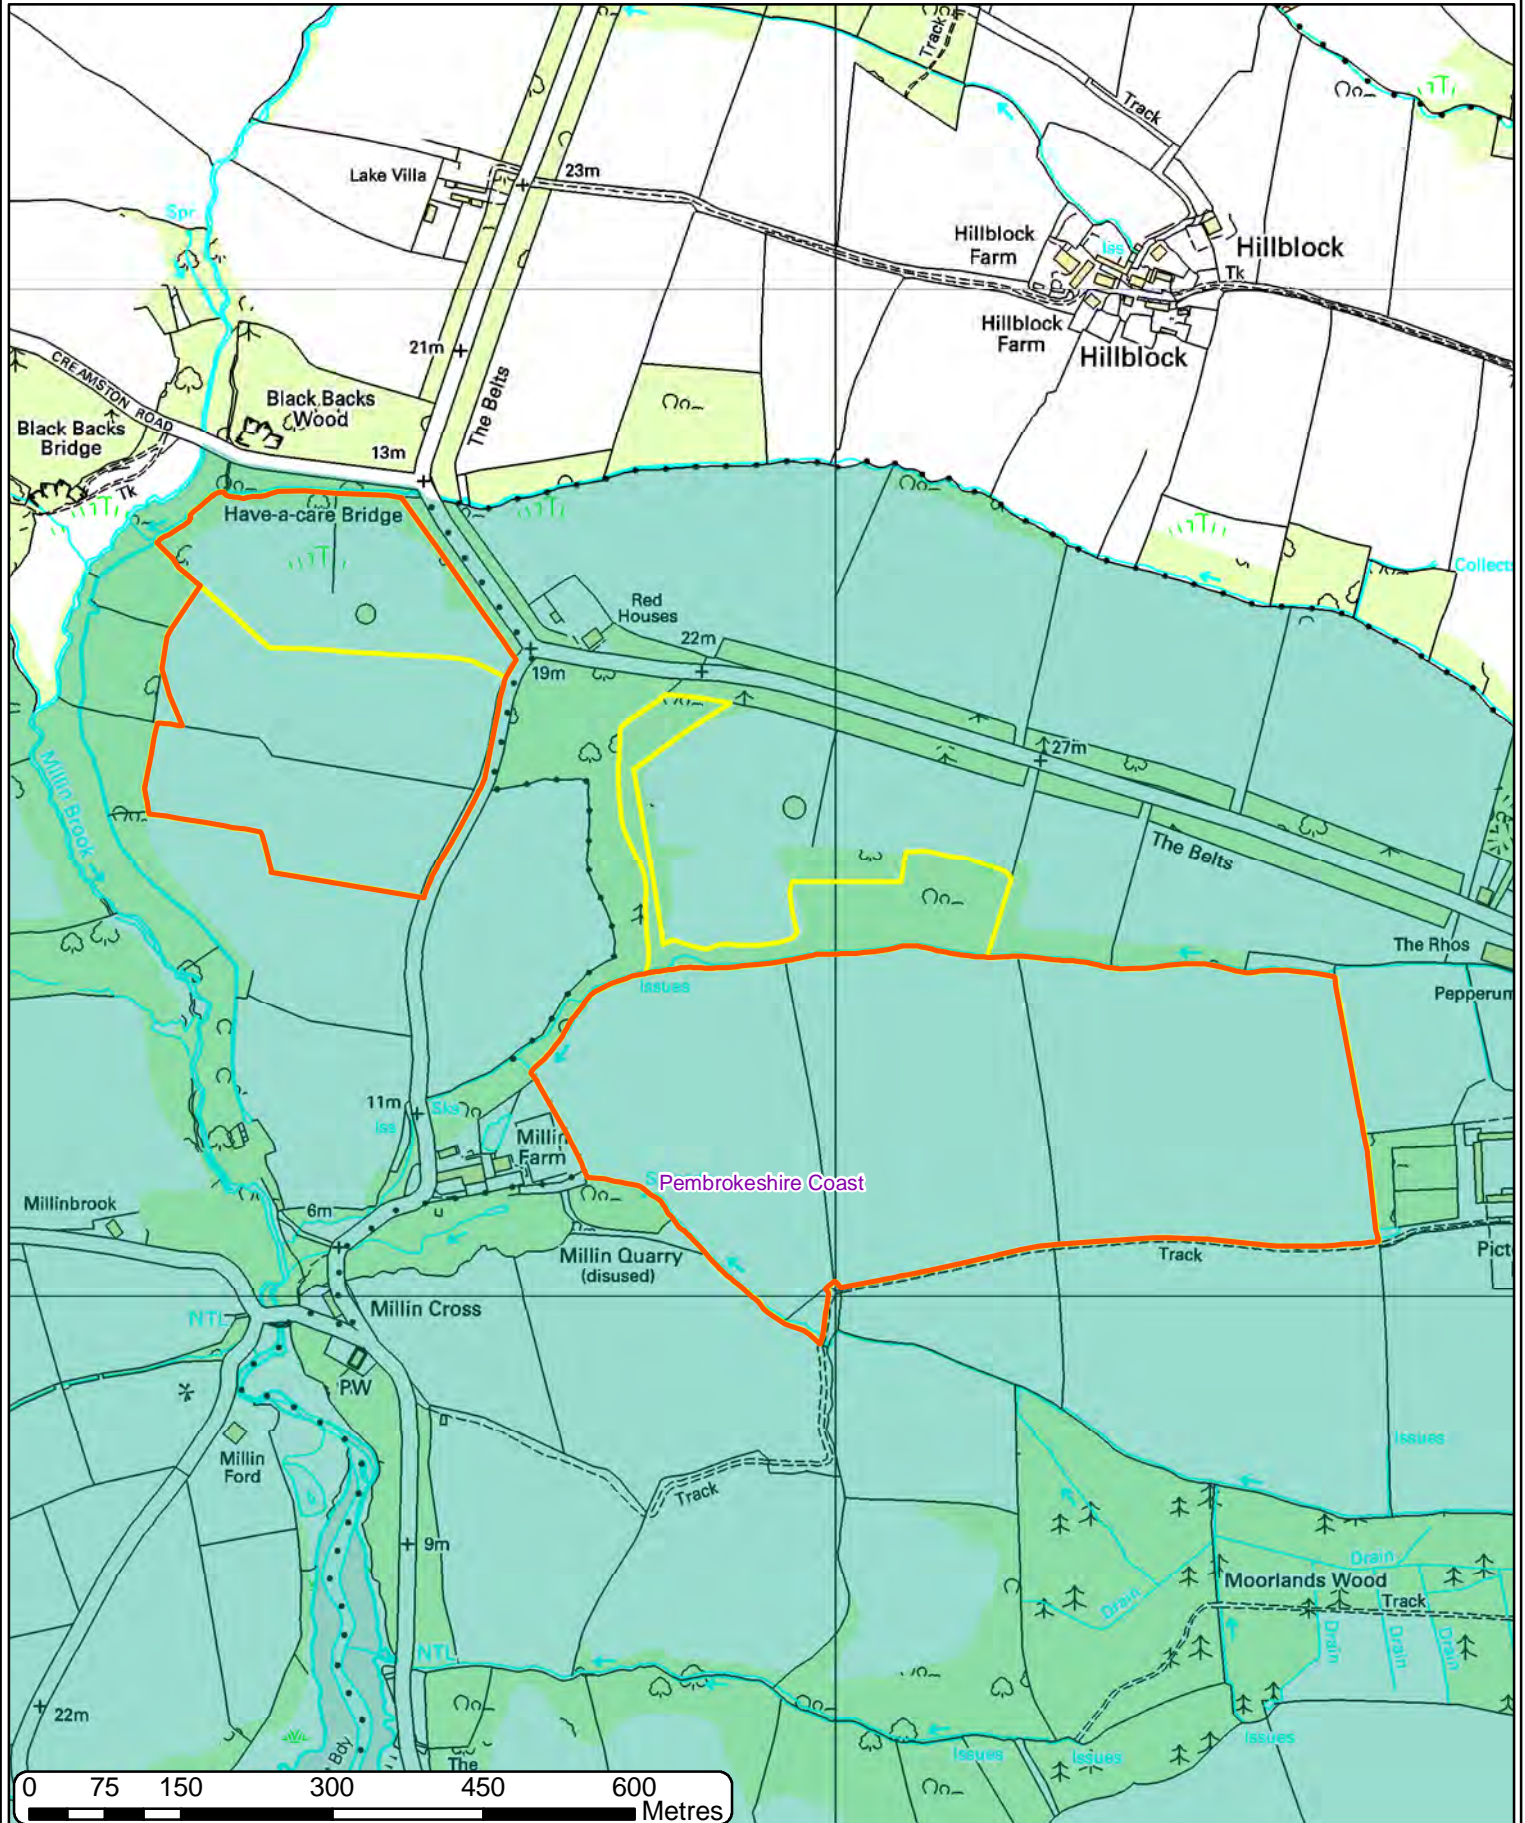 Track
Track
Lake Villa
23m
Spr
Hillblock
Farm
Iss
Hillblock
Tk
Hillblock
Farm
Hillblock
21m
CREAMSTON ROAD
The Belts
Black Backs
Wood
Black Backs
Bridge
13m
Tk
Have-a-care Bridge
Collects
Red
Houses
22m
19m
27m
Millin Brook
The Belts
The Rhos
Issues
11m
Iss
Millin
Farm
Pembrokeshire Coast
Millinbrook
6m
Millin Quarry
(disused)
Track
Millin Cross
NTL
PW
Millin
Ford
Issues
Track
9m
Drain
Moorlands Wood
Track
Drain
Drain
Drain
Drain
NTL
22m
Bdy
The
Issues
Issues
Issues
0 75 150 300 450 600
Metres